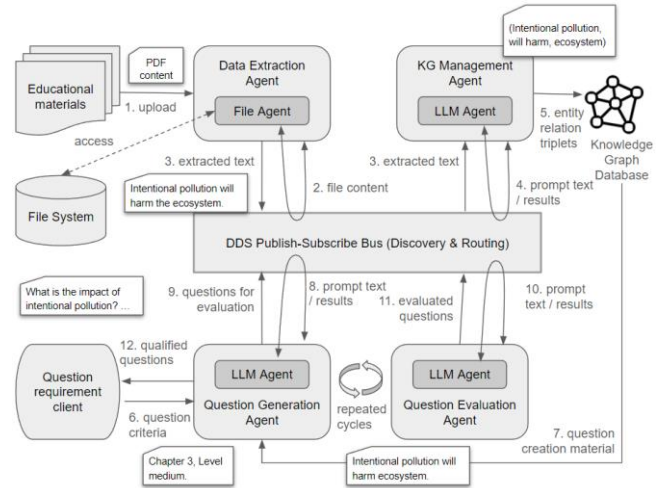 PDF
content
Educational
materials
1. upload
access
File System
Data Extraction
Agent
File Agent
(Intentional pollution,
will harm, ecosystem)
KG Management
Agent
LLM Agent
5. entity
relation
triplets
Knowledge
Graph
Database
3. extracted text
Intentional pollution will
harm the ecosystem.
2. file content
3. extracted text
4. prompt text
/ results
DDS Publish-Subscribe Bus (Discovery & Routing)
What is the impact of
intentional pollution? ...
9. questions for
evaluation
8. prompt text
/ results
11. evaluated
questions
10. prompt
text / results
12. qualified
questions
Question
requirement
client
6. question
criteria
LLM Agent
Question Generation
Agent
repeated
cycles
LLM Agent
Question Evaluation
Agent
7. question
creation material
Chapter 3, Level
medium.
Intentional pollution will
harm ecosystem.